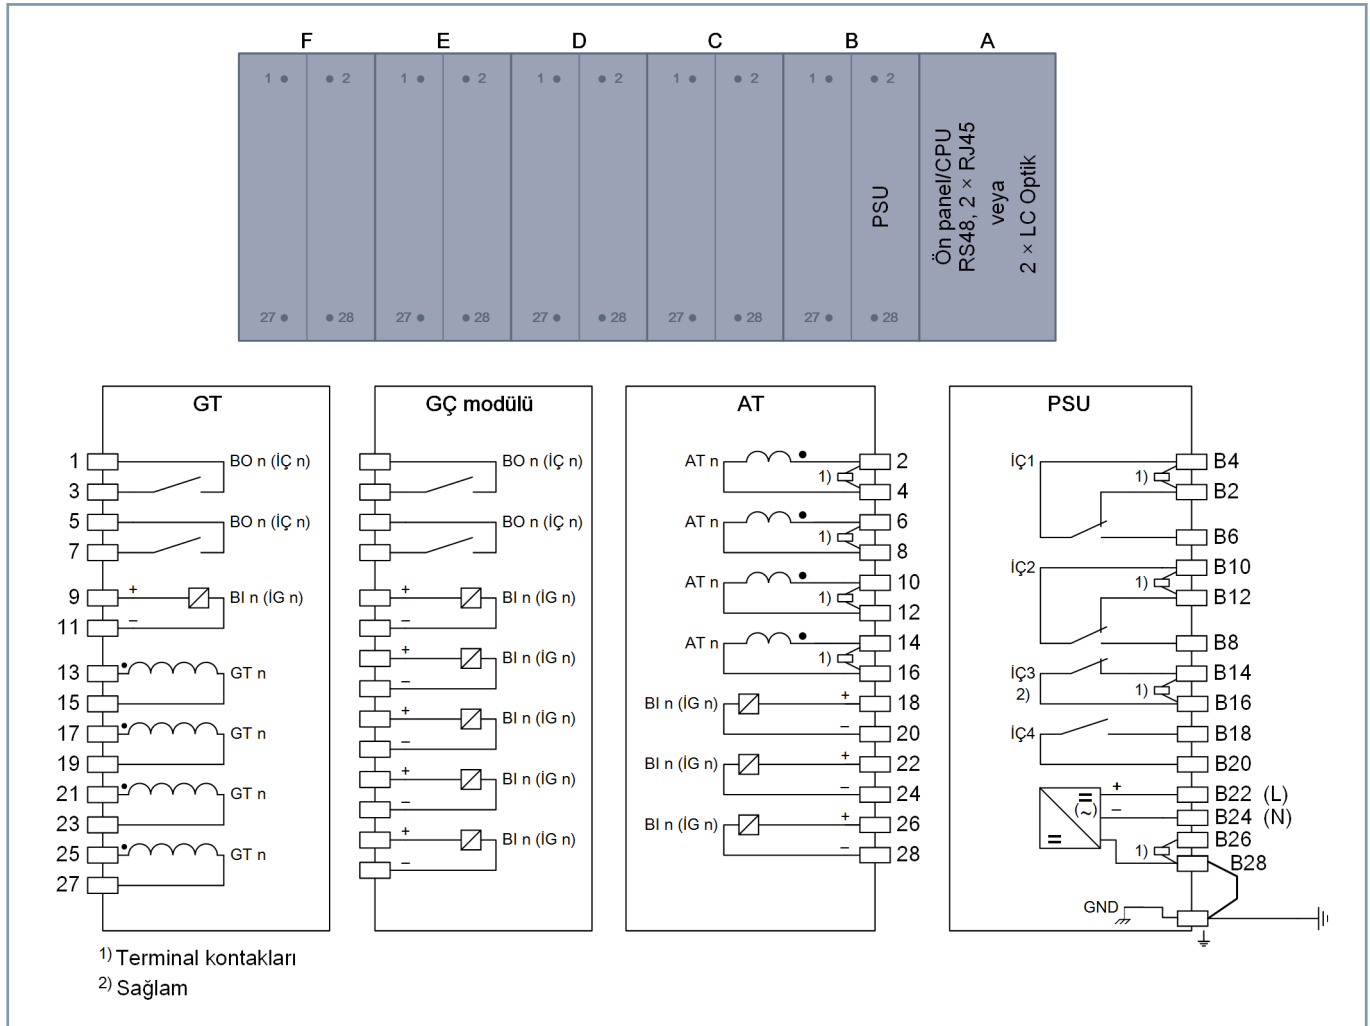 F E D C B A
1 2 1 2 1 2 1 2 1 2
Ön panel/CPU
RS48, 2 × RJ45
veya
2 × LC Optik
PSU
27 28 27 28 27 28 27 28 27 28
GT
1 BO n (İÇ n)
3
5 BO n (İÇ n)
7
9 + BI n (İG n)
11 −
13 GT n
15
17 GT n
19
21 GT n
23
25 GT n
27
GÇ modülü
BO n (İÇ n)
BO n (İÇ n)
+ BI n (İG n)
−
+ BI n (İG n)
−
+ BI n (İG n)
−
+ BI n (İG n)
−
+ BI n (İG n)
−
AT
AT n 2
1) 4
AT n 6
1) 8
AT n 10
1) 12
AT n 14
1) 16
BI n (İG n) + 18
− 20
BI n (İG n) + 22
− 24
BI n (İG n) + 26
− 28
PSU
İÇ1 B4
1) B2
B6
İÇ2 B10
1) B12
B8
İÇ3 B14
2) 1) B16
İÇ4 B18
B20
+ B22 (L)
= (~) − B24 (N)
= B26
1) B28
GND
1) Terminal kontakları
2) Sağlam